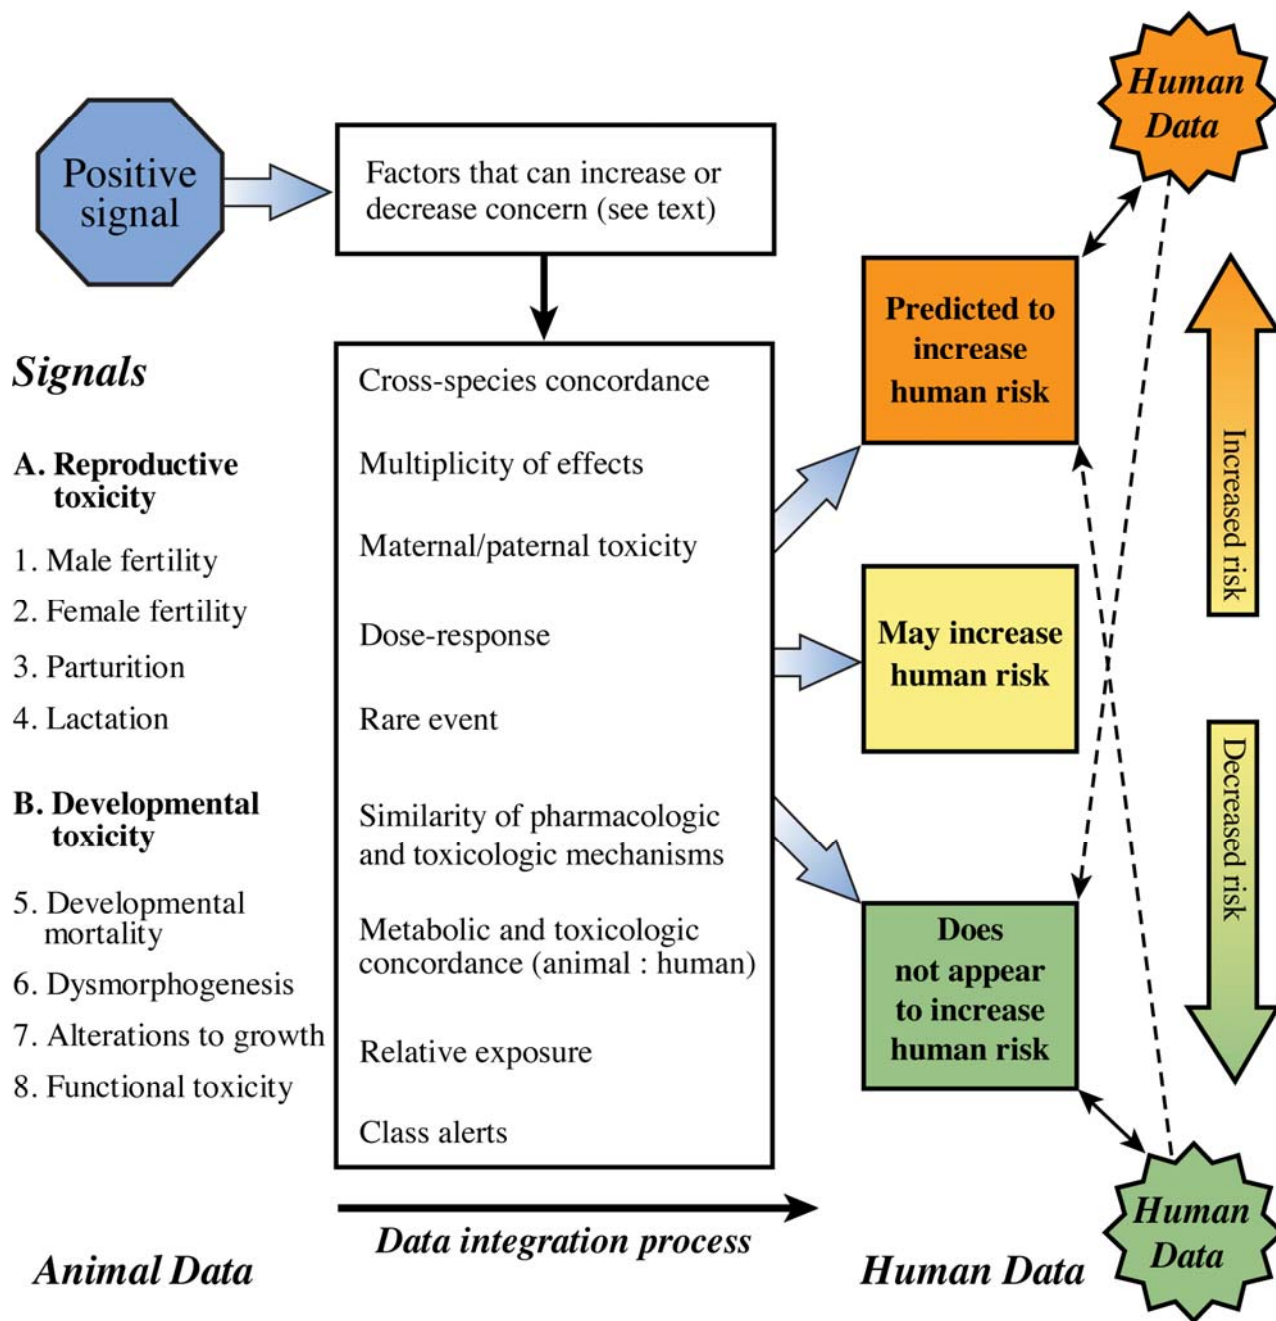 Positive
signal
Factors that can increase or
decrease concern (see text)
Human
Data
Signals
A. Reproductive
toxicity
1. Male fertility
2. Female fertility
3. Parturition
4. Lactation
B. Developmental
toxicity
5. Developmental
mortality
6. Dysmorphogenesis
7. Alterations to growth
8. Functional toxicity
Cross-species concordance
Multiplicity of effects
Maternal/paternal toxicity
Dose-response
Rare event
Similarity of pharmacologic
and toxicologic mechanisms
Metabolic and toxicologic
concordance (animal : human)
Relative exposure
Class alerts
Predicted to
increase
human risk
May increase
human risk
Does
not appear
to increase
human risk
Increased risk
Decreased risk
Human
Data
Data integration process
Animal Data
Human Data